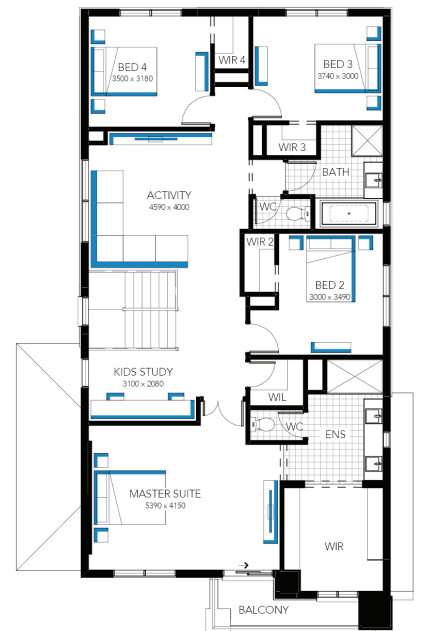 WIR 4
BED 4
3500 x 3180
BED 3
3740 x 3000
WIR 3
BATH
ACTIVITY
4590 x 4000
WC
WIR 2
BED 2
3000 x 3490
KIDS STUDY
3100 x 2080
WIL
WC
ENS
MASTER SUITE
5390 x 4150
WIR
BALCONY